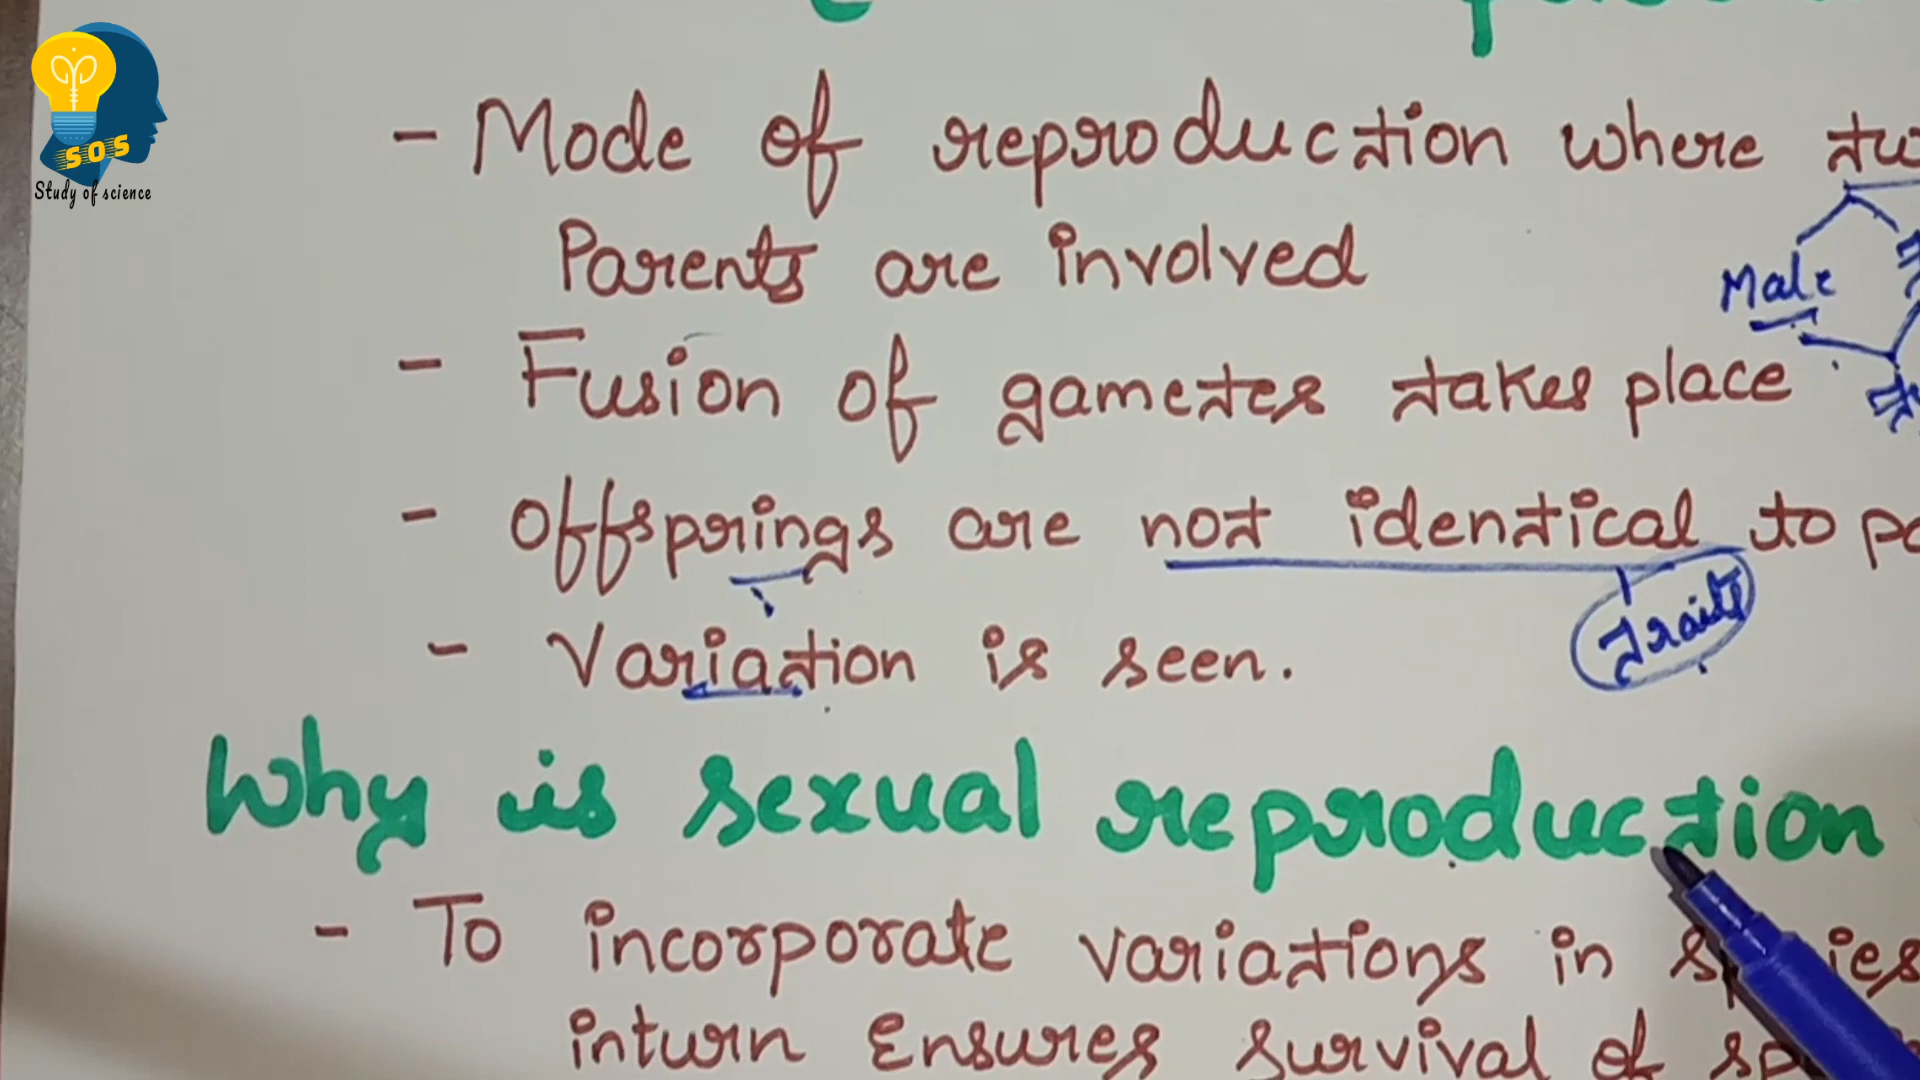 SOS
Study of science
- Mode of reproduction where
Parents are involved
Male
- Fusion of gametes takes place
- Offsprings are not identical to
traits
- Variation is seen.
Why is sexual reproduction
- To incorporate variations in
inturn Ensures survival of